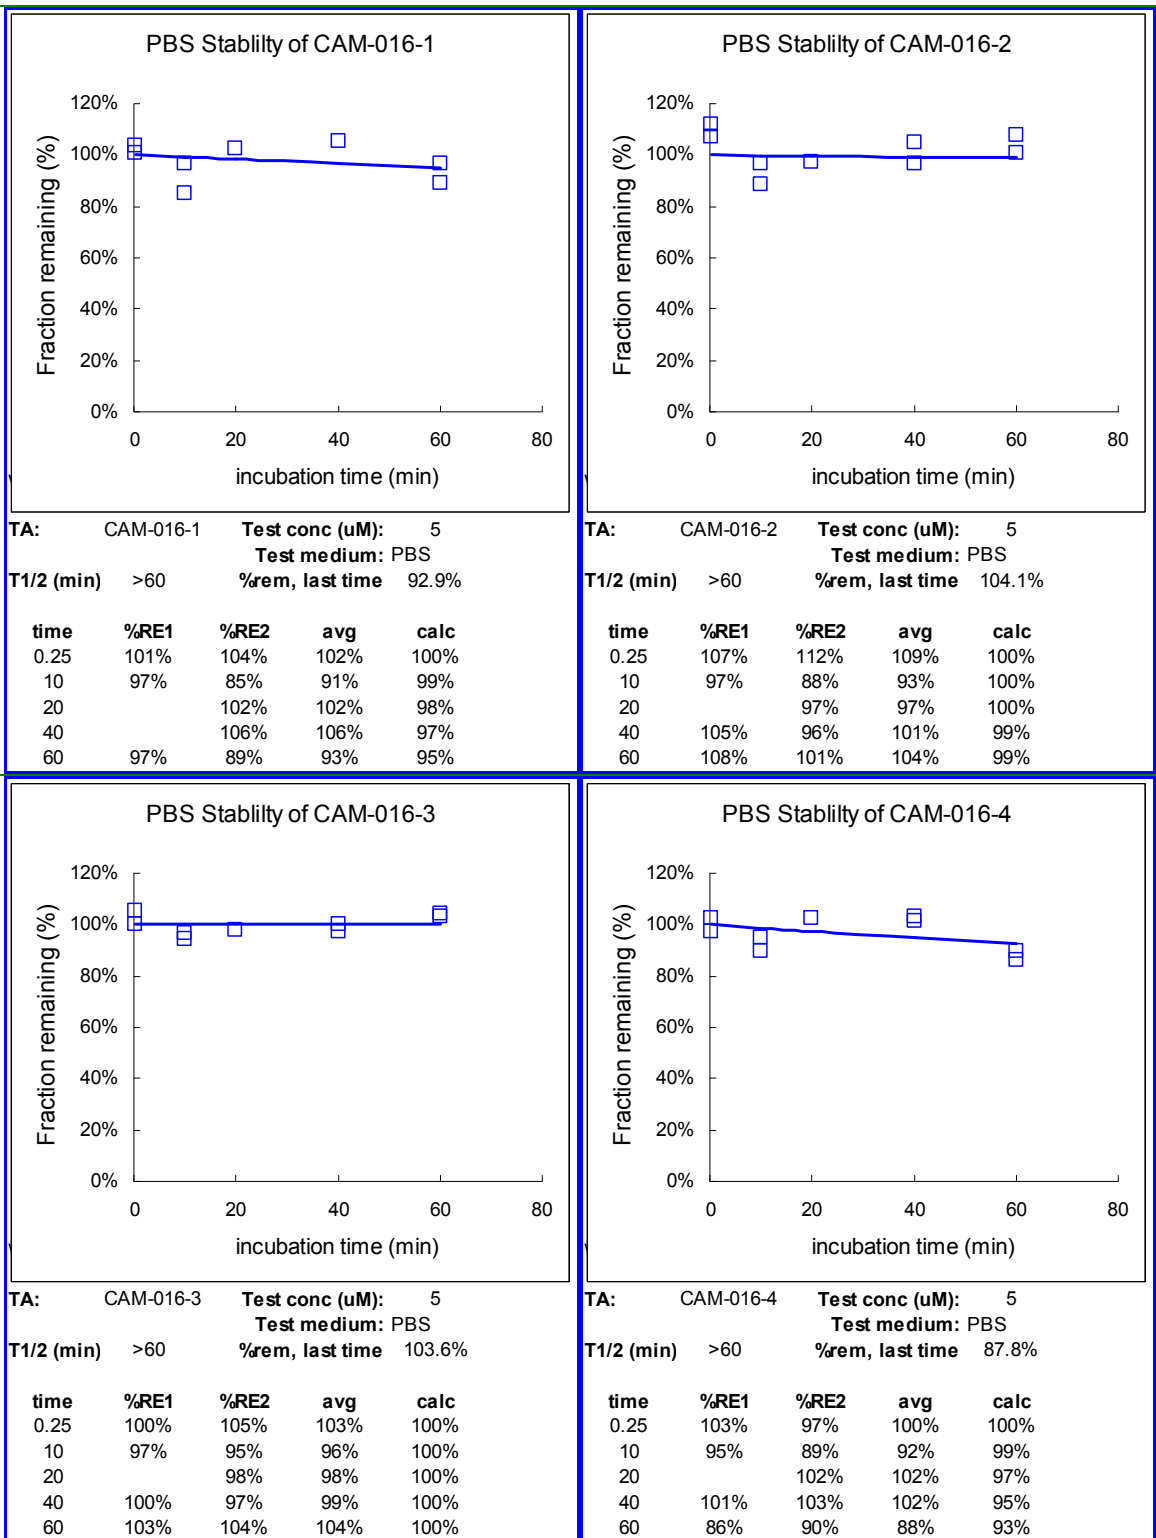 PBS Stablilty of CAM-016-1
120%
100%
80%
60%
40%
20%
0%
Fraction remaining (%)
0 20 40 60 80
incubation time (min)
TA: CAM-016-1 Test conc (uM): 5
Test medium: PBS
T1/2 (min) >60 %rem, last time 92.9%
time %RE1 %RE2 avg calc
0.25 101% 104% 102% 100%
10 97% 85% 91% 99%
20 102% 102% 98%
40 106% 106% 97%
60 97% 89% 93% 95%
PBS Stablilty of CAM-016-2
120%
100%
80%
60%
40%
20%
0%
Fraction remaining (%)
0 20 40 60 80
incubation time (min)
TA: CAM-016-2 Test conc (uM): 5
Test medium: PBS
T1/2 (min) >60 %rem, last time 104.1%
time %RE1 %RE2 avg calc
0.25 107% 112% 109% 100%
10 97% 88% 93% 100%
20 97% 97% 100%
40 105% 96% 101% 99%
60 108% 101% 104% 99%
PBS Stablilty of CAM-016-3
120%
100%
80%
60%
40%
20%
0%
Fraction remaining (%)
0 20 40 60 80
incubation time (min)
TA: CAM-016-3 Test conc (uM): 5
Test medium: PBS
T1/2 (min) >60 %rem, last time 103.6%
time %RE1 %RE2 avg calc
0.25 100% 105% 103% 100%
10 97% 95% 96% 100%
20 98% 98% 100%
40 100% 97% 99% 100%
60 103% 104% 104% 100%
PBS Stablilty of CAM-016-4
120%
100%
80%
60%
40%
20%
0%
Fraction remaining (%)
0 20 40 60 80
incubation time (min)
TA: CAM-016-4 Test conc (uM): 5
Test medium: PBS
T1/2 (min) >60 %rem, last time 87.8%
time %RE1 %RE2 avg calc
0.25 103% 97% 100% 100%
10 95% 89% 92% 99%
20 102% 102% 97%
40 101% 103% 102% 95%
60 86% 90% 88% 93%